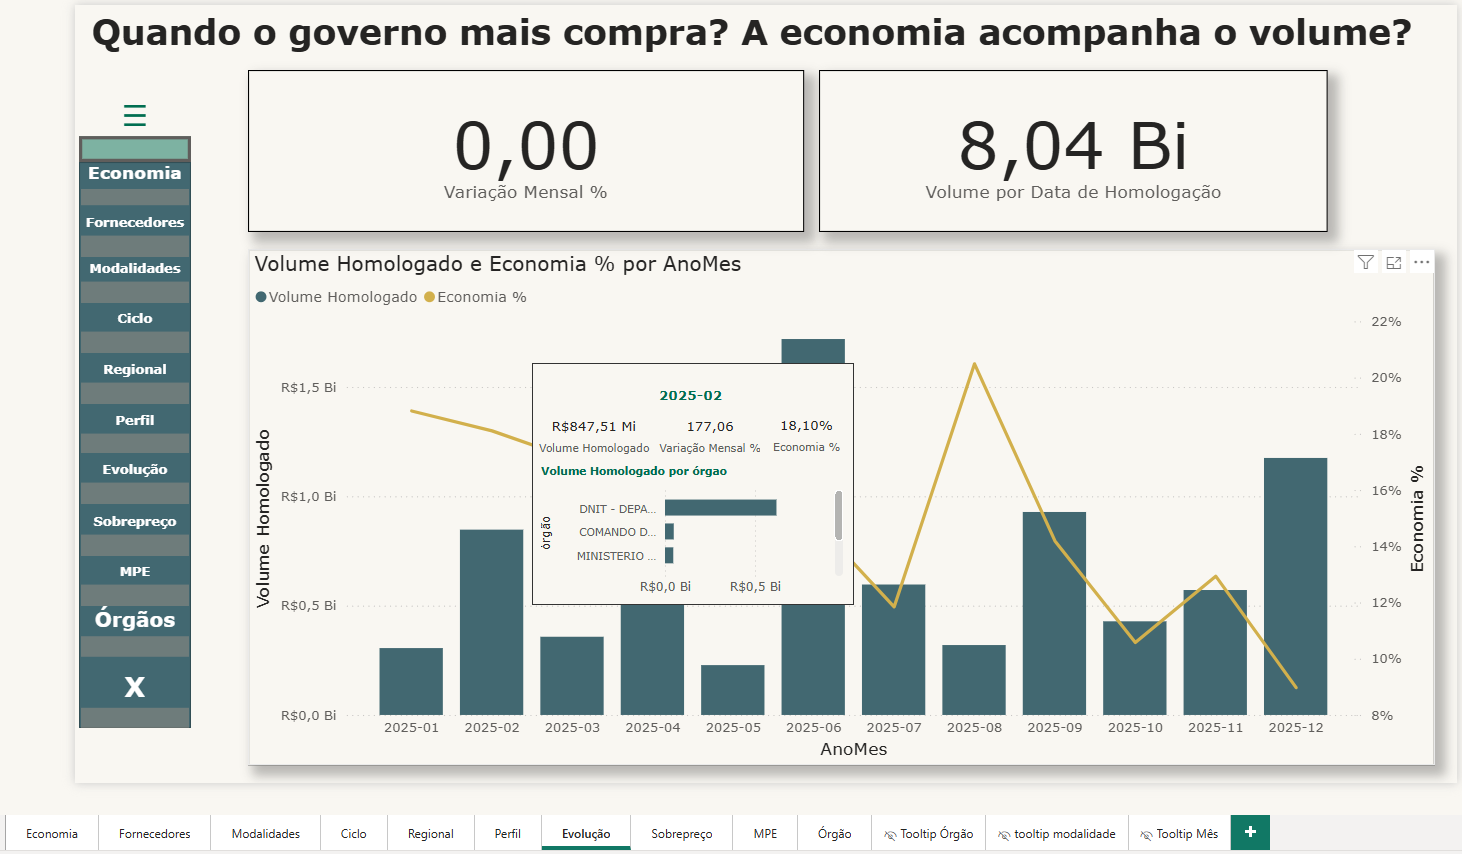 Quando o governo mais compra? A economia acompanha o volume?
0,00
Variação Mensal %
8,04 Bi
Volume por Data de Homologação
Economia
Fornecedores
Modalidades
Ciclo
Regional
Perfil
Evolução
Sobrepreço
MPE
Órgãos
X
Volume Homologado e Economia % por AnoMes
Volume Homologado Economia %
22%
20%
18%
16%
14%
12%
10%
8%
Economia %
R$1,5 Bi
R$1,0 Bi
R$0,5 Bi
R$0,0 Bi
Volume Homologado
2025-02
R$847,51 Mi 177,06 18,10%
Volume Homologado Variação Mensal % Economia %
Volume Homologado por órgao
órgão
DNIT - DEPA...
COMANDO D...
MINISTERIO ...
R$0,0 Bi R$0,5 Bi
2025-01 2025-02 2025-03 2025-04 2025-05 2025-06 2025-07 2025-08 2025-09 2025-10 2025-11 2025-12
AnoMes
Economia Fornecedores Modalidades Ciclo Regional Perfil Evolução Sobrepreço MPE Órgão Tooltip Órgão tooltip modalidade Tooltip Mês +